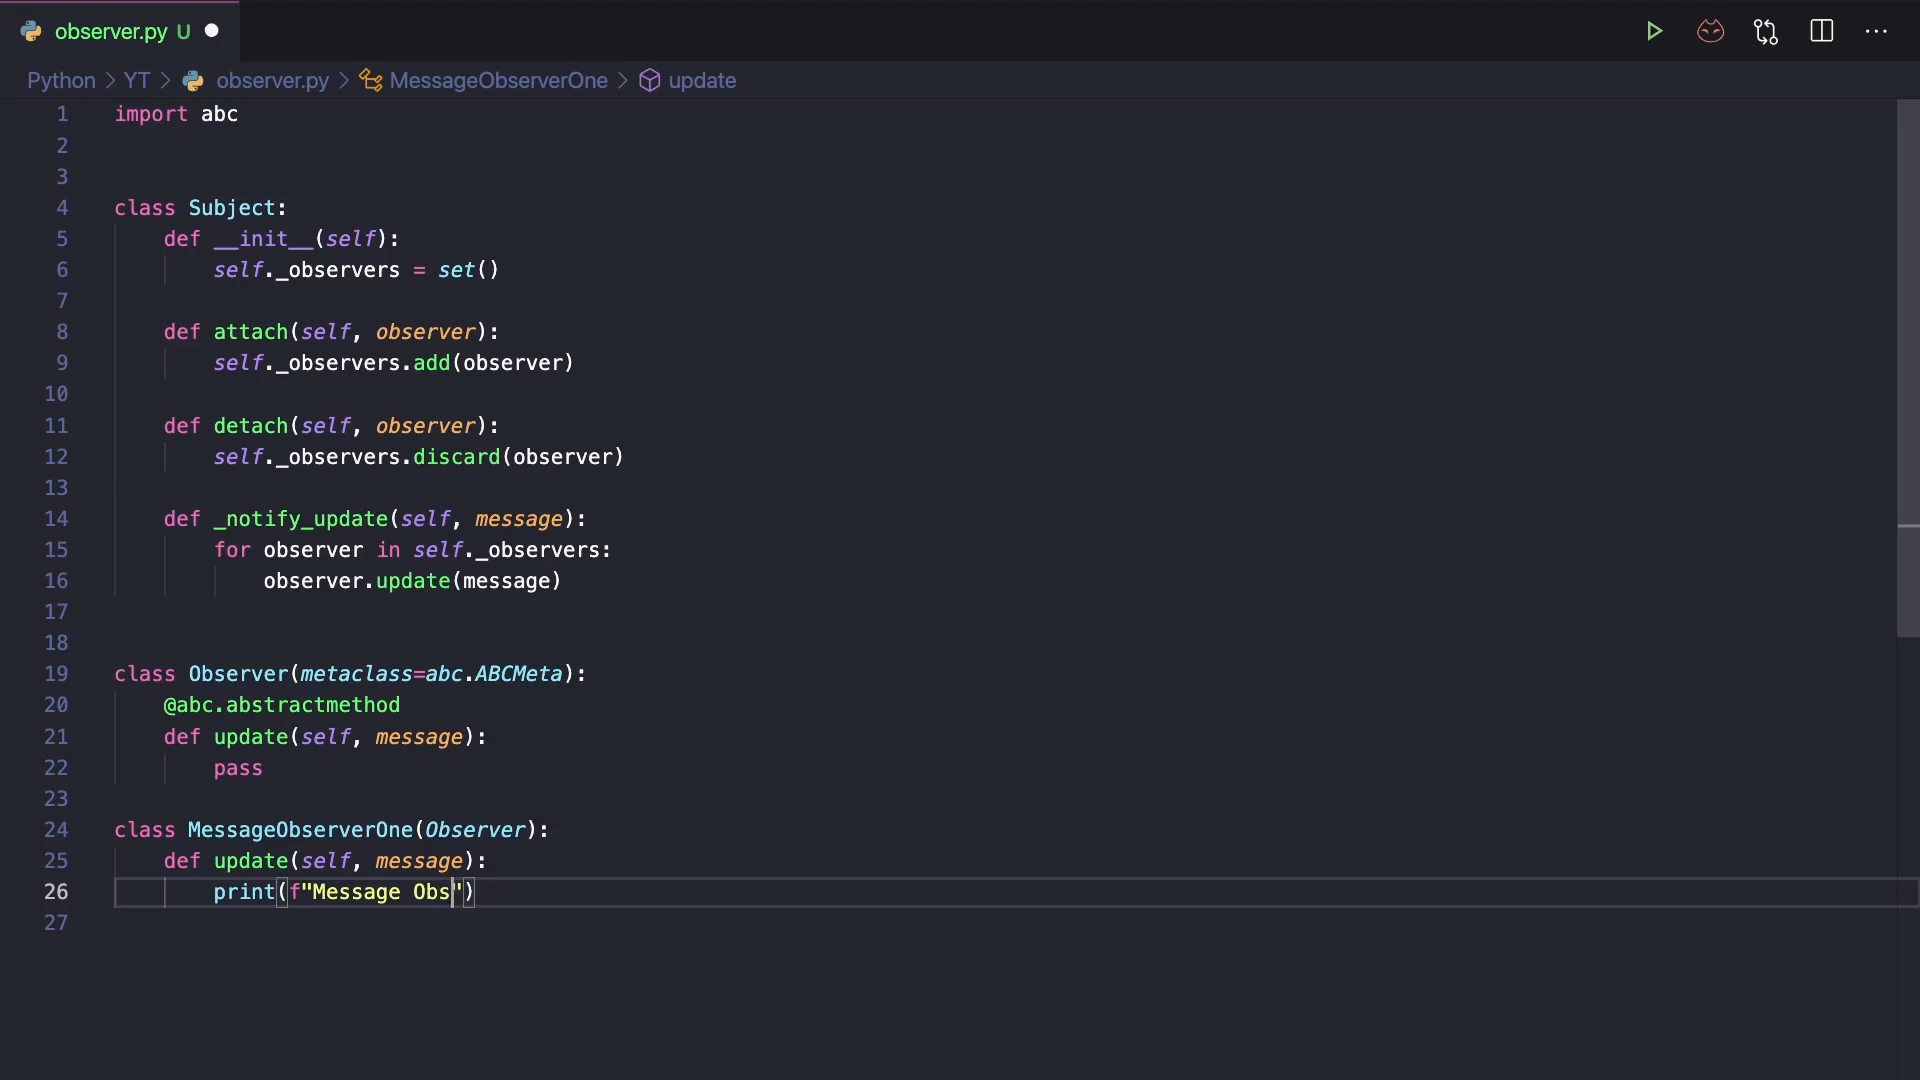 observer.py U
Python > YT > observer.py > MessageObserverOne > update
1 import abc
2
3
4 class Subject:
5     def __init__(self):
6         self._observers = set()
7
8     def attach(self, observer):
9         self._observers.add(observer)
10
11     def detach(self, observer):
12         self._observers.discard(observer)
13
14     def _notify_update(self, message):
15         for observer in self._observers:
16             observer.update(message)
17
18
19 class Observer(metaclass=abc.ABCMeta):
20     @abc.abstractmethod
21     def update(self, message):
22         pass
23
24 class MessageObserverOne(Observer):
25     def update(self, message):
26         print(f"Message Obs")
27